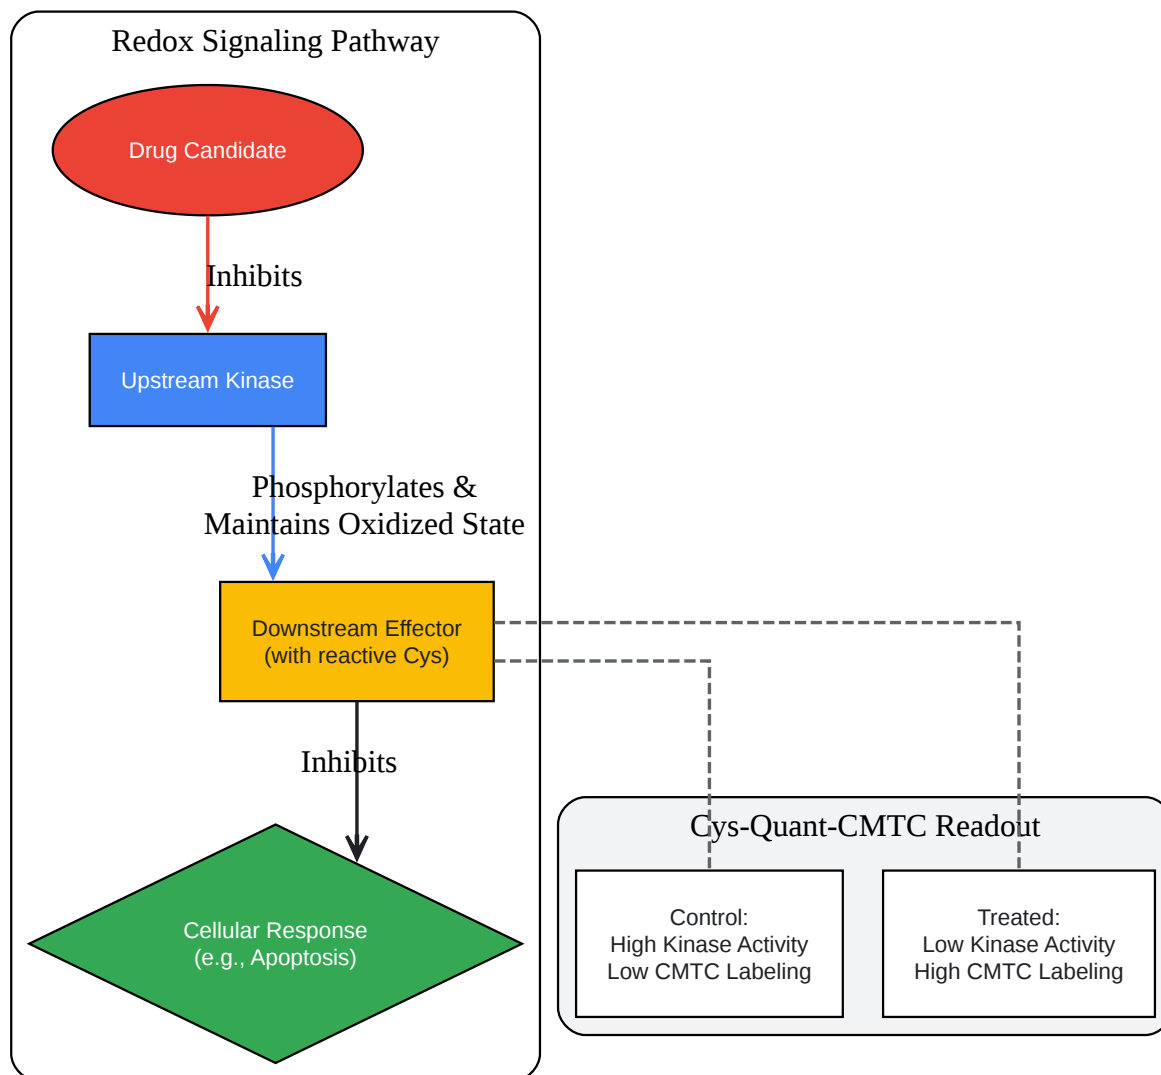 Redox Signaling Pathway
Drug Candidate
Inhibits
Upstream Kinase
Phosphorylates &
Maintains Oxidized State
Downstream Effector
(with reactive Cys)
Inhibits
Cellular Response
(e.g., Apoptosis)
Cys-Quant-CMTC Readout
Control:
High Kinase Activity
Low CMTC Labeling
Treated:
Low Kinase Activity
High CMTC Labeling